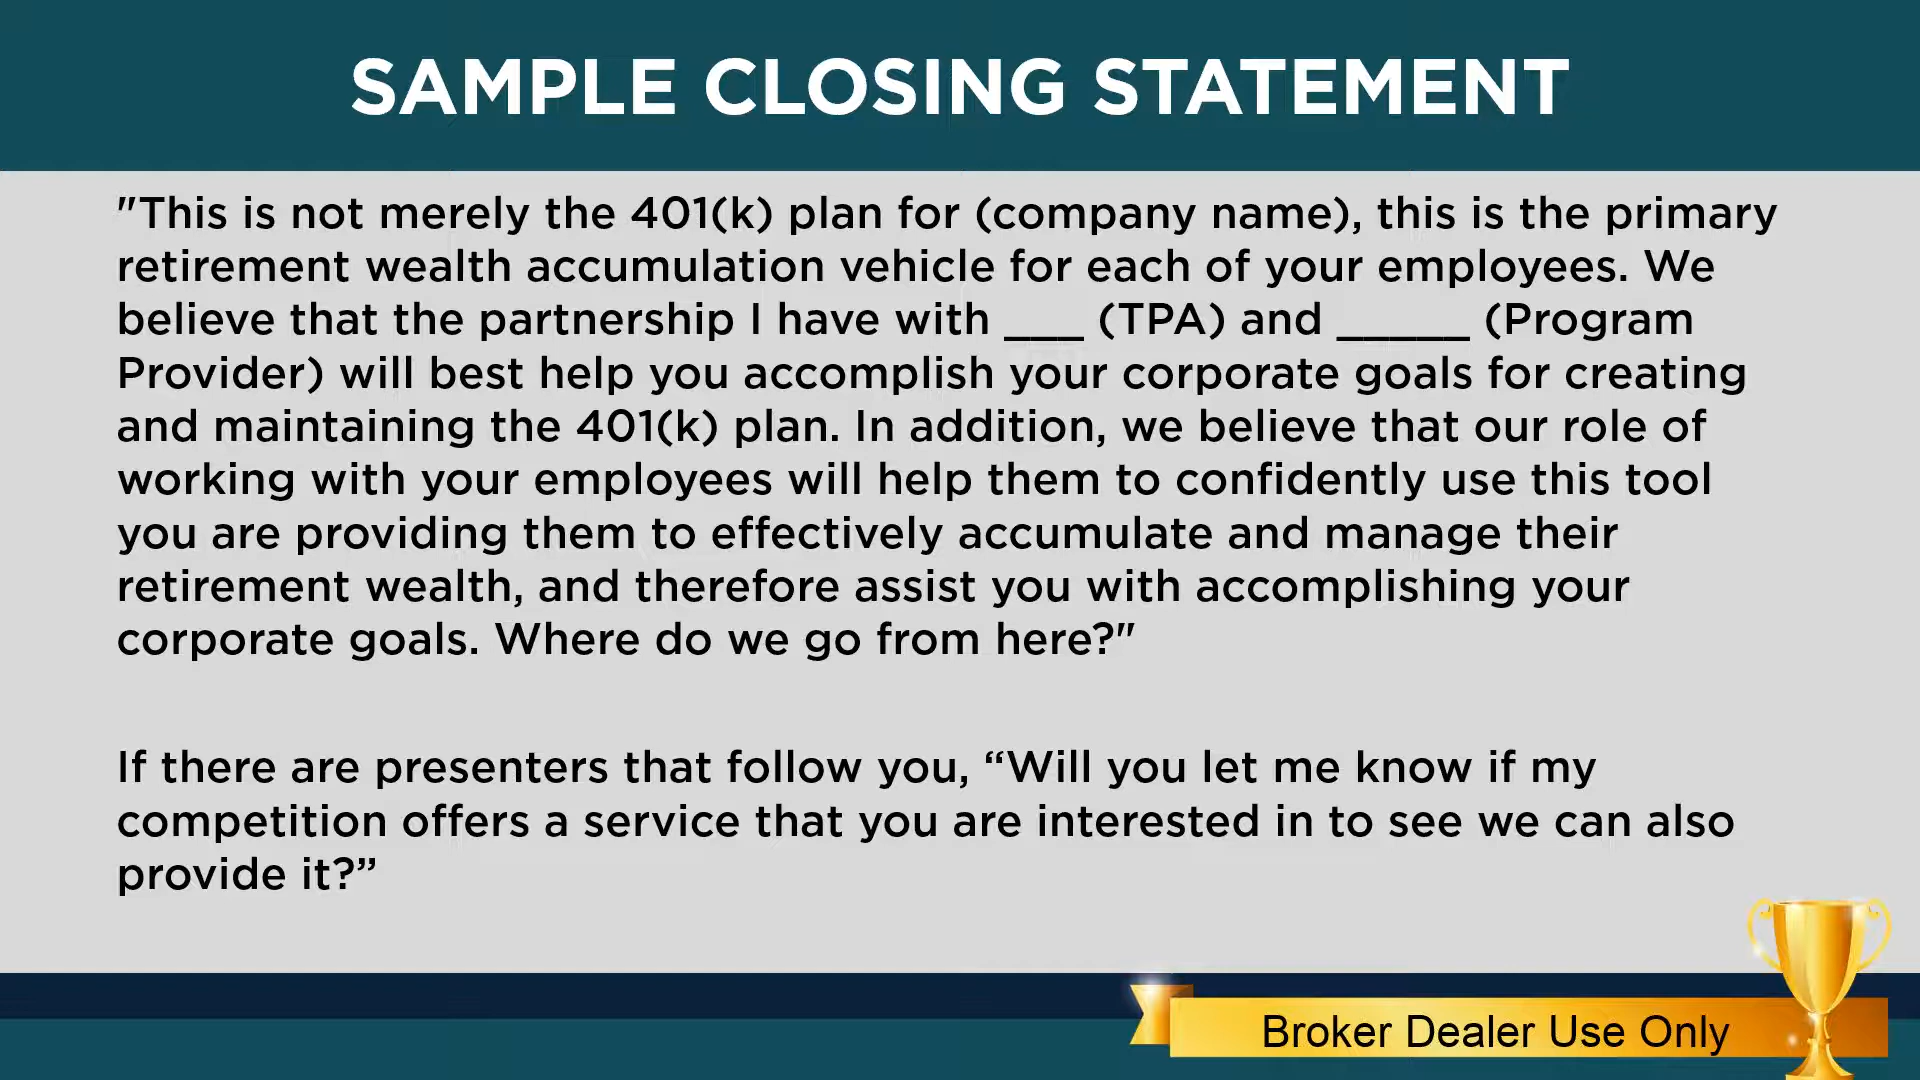 SAMPLE CLOSING STATEMENT
"This is not merely the 401(k) plan for (company name), this is the primary
retirement wealth accumulation vehicle for each of your employees. We
believe that the partnership I have with ___ (TPA) and _____ (Program
Provider) will best help you accomplish your corporate goals for creating
and maintaining the 401(k) plan. In addition, we believe that our role of
working with your employees will help them to confidently use this tool
you are providing them to effectively accumulate and manage their
retirement wealth, and therefore assist you with accomplishing your
corporate goals. Where do we go from here?"
If there are presenters that follow you, “Will you let me know if my
competition offers a service that you are interested in to see we can also
provide it?”
Broker Dealer Use Only